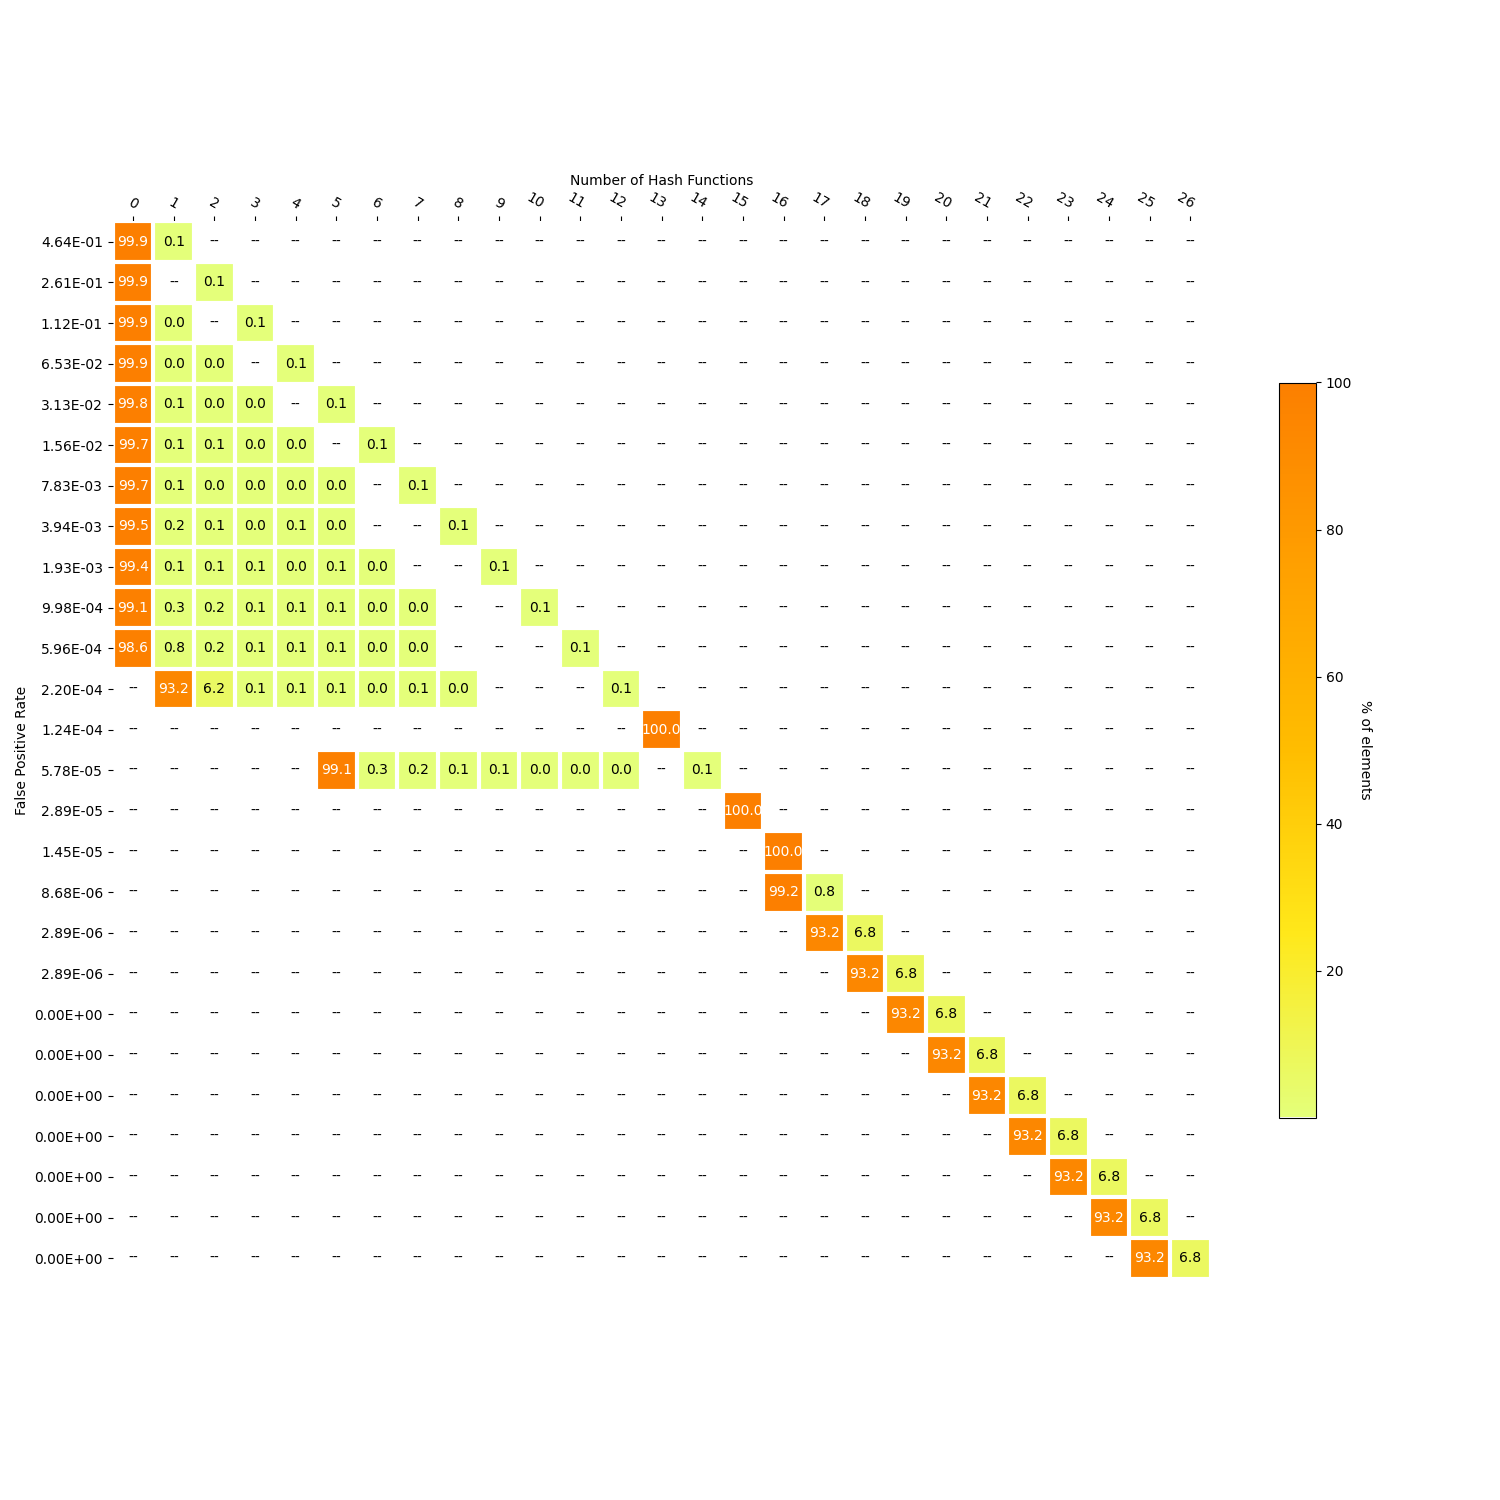 Number of Hash Functions
0 1 2 3 4 5 6 7 8 9 10 11 12 13 14 15 16 17 18 19 20 21 22 23 24 25 26
4.64E-01 99.9 0.1 -- -- -- -- -- -- -- -- -- -- -- -- -- -- -- -- -- -- -- -- -- -- -- -- --
2.61E-01 99.9 -- 0.1 -- -- -- -- -- -- -- -- -- -- -- -- -- -- -- -- -- -- -- -- -- -- -- --
1.12E-01 99.9 0.0 -- 0.1 -- -- -- -- -- -- -- -- -- -- -- -- -- -- -- -- -- -- -- -- -- -- --
6.53E-02 99.9 0.0 0.0 -- 0.1 -- -- -- -- -- -- -- -- -- -- -- -- -- -- -- -- -- -- -- -- -- --
3.13E-02 99.8 0.1 0.0 0.0 -- 0.1 -- -- -- -- -- -- -- -- -- -- -- -- -- -- -- -- -- -- -- -- --
1.56E-02 99.7 0.1 0.1 0.0 0.0 -- 0.1 -- -- -- -- -- -- -- -- -- -- -- -- -- -- -- -- -- -- -- --
7.83E-03 99.7 0.1 0.0 0.0 0.0 0.0 -- 0.1 -- -- -- -- -- -- -- -- -- -- -- -- -- -- -- -- -- -- --
3.94E-03 99.5 0.2 0.1 0.0 0.1 0.0 -- -- 0.1 -- -- -- -- -- -- -- -- -- -- -- -- -- -- -- -- -- --
1.93E-03 99.4 0.1 0.1 0.1 0.0 0.1 0.0 -- -- 0.1 -- -- -- -- -- -- -- -- -- -- -- -- -- -- -- -- --
9.98E-04 99.1 0.3 0.2 0.1 0.1 0.1 0.0 0.0 -- -- 0.1 -- -- -- -- -- -- -- -- -- -- -- -- -- -- -- --
5.96E-04 98.6 0.8 0.2 0.1 0.1 0.1 0.0 0.0 -- -- -- 0.1 -- -- -- -- -- -- -- -- -- -- -- -- -- -- --
2.20E-04 -- 93.2 6.2 0.1 0.1 0.1 0.0 0.1 0.0 -- -- -- 0.1 -- -- -- -- -- -- -- -- -- -- -- -- -- --
1.24E-04 -- -- -- -- -- -- -- -- -- -- -- -- -- 100.0 -- -- -- -- -- -- -- -- -- -- -- -- --
5.78E-05 -- -- -- -- -- 99.1 0.3 0.2 0.1 0.1 0.0 0.0 0.0 -- 0.1 -- -- -- -- -- -- -- -- -- -- -- --
2.89E-05 -- -- -- -- -- -- -- -- -- -- -- -- -- -- -- 100.0 -- -- -- -- -- -- -- -- -- -- --
1.45E-05 -- -- -- -- -- -- -- -- -- -- -- -- -- -- -- -- 100.0 -- -- -- -- -- -- -- -- -- --
8.68E-06 -- -- -- -- -- -- -- -- -- -- -- -- -- -- -- -- 99.2 0.8 -- -- -- -- -- -- -- -- --
2.89E-06 -- -- -- -- -- -- -- -- -- -- -- -- -- -- -- -- -- 93.2 6.8 -- -- -- -- -- -- -- --
2.89E-06 -- -- -- -- -- -- -- -- -- -- -- -- -- -- -- -- -- -- 93.2 6.8 -- -- -- -- -- -- --
0.00E+00 -- -- -- -- -- -- -- -- -- -- -- -- -- -- -- -- -- -- -- 93.2 6.8 -- -- -- -- -- --
0.00E+00 -- -- -- -- -- -- -- -- -- -- -- -- -- -- -- -- -- -- -- -- 93.2 6.8 -- -- -- -- --
0.00E+00 -- -- -- -- -- -- -- -- -- -- -- -- -- -- -- -- -- -- -- -- -- 93.2 6.8 -- -- -- --
0.00E+00 -- -- -- -- -- -- -- -- -- -- -- -- -- -- -- -- -- -- -- -- -- -- 93.2 6.8 -- -- --
0.00E+00 -- -- -- -- -- -- -- -- -- -- -- -- -- -- -- -- -- -- -- -- -- -- -- 93.2 6.8 -- --
0.00E+00 -- -- -- -- -- -- -- -- -- -- -- -- -- -- -- -- -- -- -- -- -- -- -- -- 93.2 6.8 --
0.00E+00 -- -- -- -- -- -- -- -- -- -- -- -- -- -- -- -- -- -- -- -- -- -- -- -- -- 93.2 6.8
False Positive Rate
100
80
60
40
20
% of elements